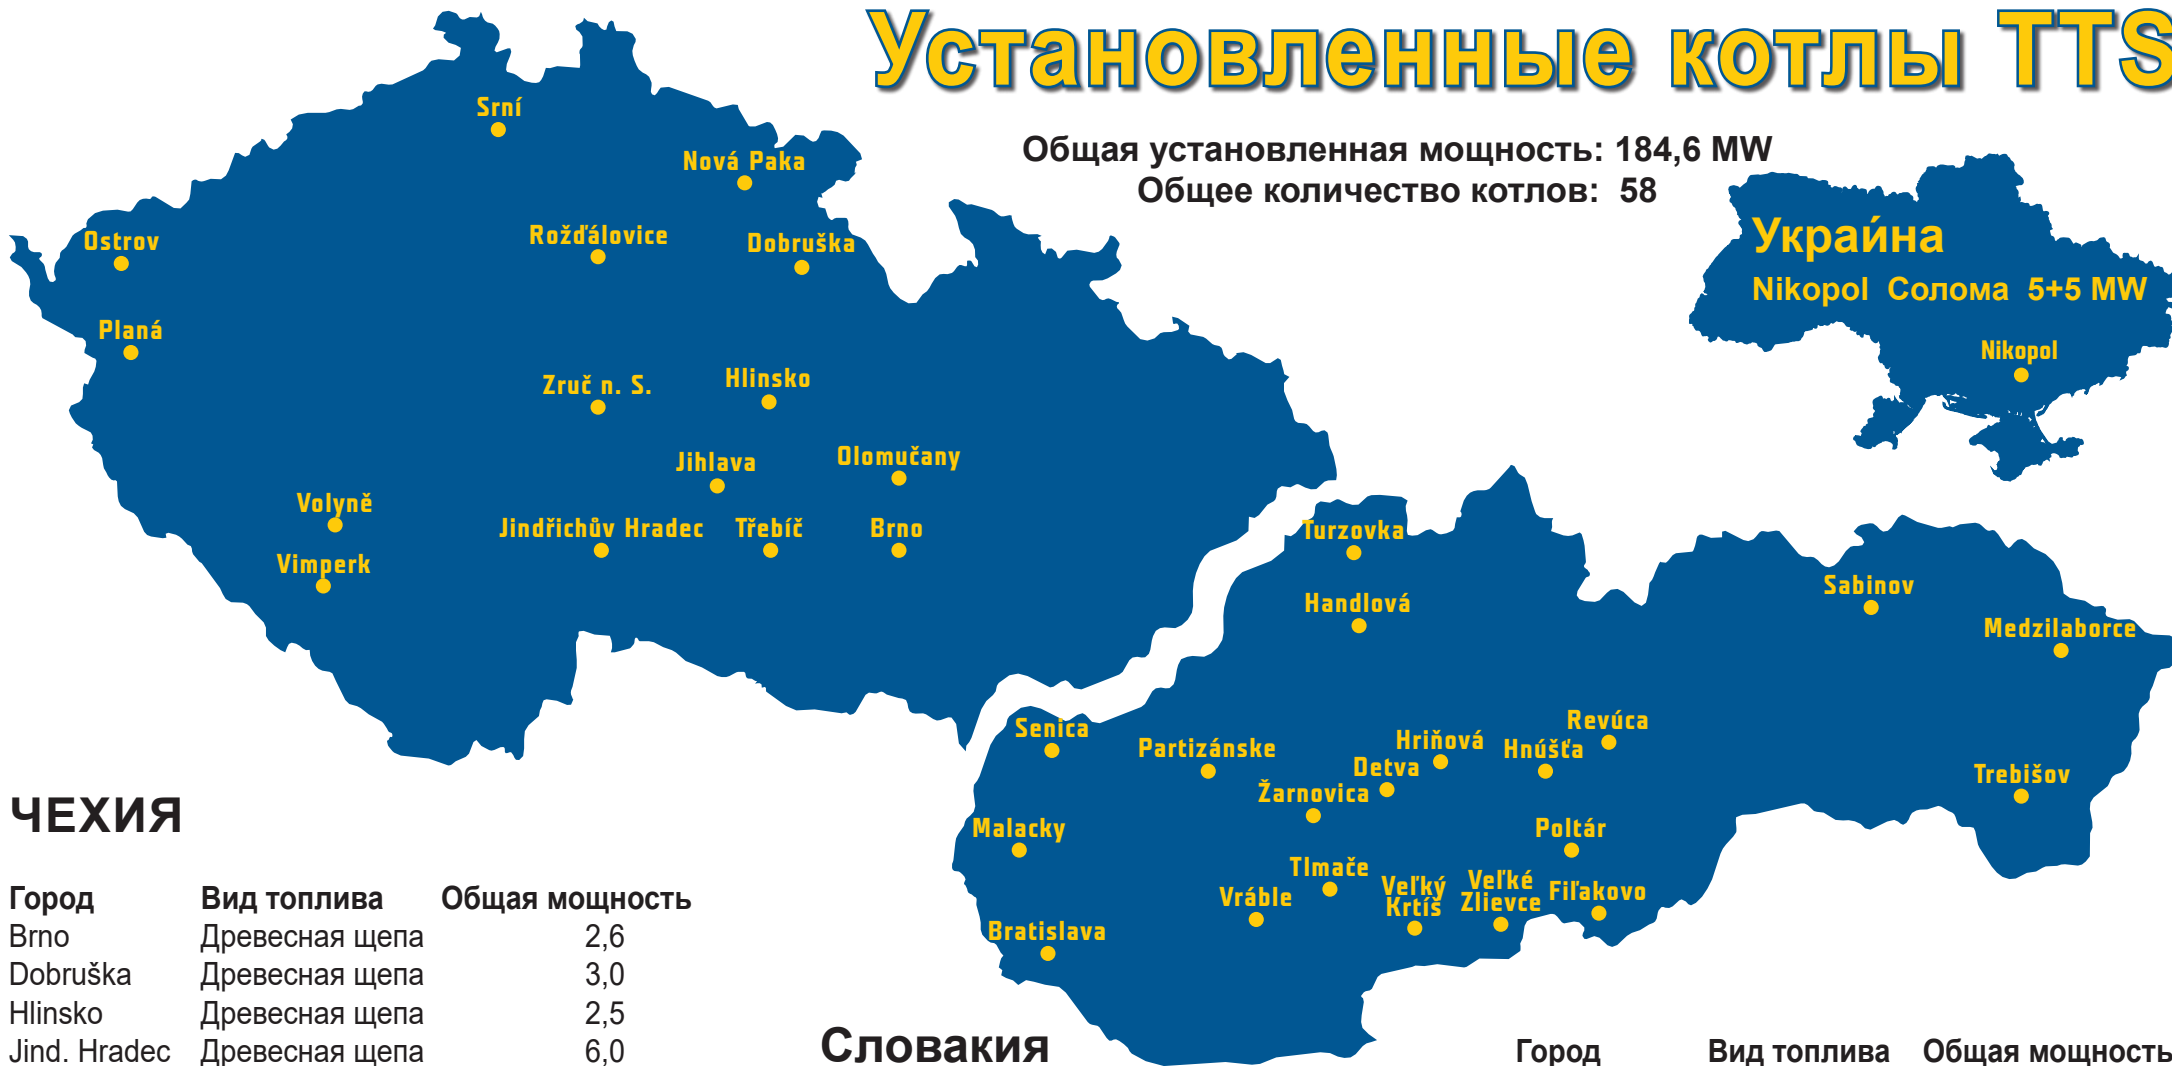 Установленные котлы TTS
Общая установленная мощность: 184,6 MW
Общее количество котлов: 58
Украи́на
Nikopol Солома 5+5 MW
Nikopol
Srní
Nová Paka
Ostrov
Rožďálovice
Dobruška
Planá
Zruč n. S.
Hlinsko
Jihlava
Olomučany
Volyně
Jindřichův Hradec
Třebíč
Brno
Vimperk
Turzovka
Handlová
Sabinov
Medzilaborce
Senica
Partizánske
Hriňová
Hnúšťa
Revúca
Detva
Žarnovica
Trebišov
Malacky
Poltár
Tlmače
Vráble
Veľký
Krtíš
Veľké
Zlievce
Fiľakovo
Bratislava
ЧЕХИЯ
Город Вид топлива Общая мощность
Brno Древесная щепа 2,6
Dobruška Древесная щепа 3,0
Hlinsko Древесная щепа 2,5
Jind. Hradec Древесная щепа 6,0
Словакия
Город Вид топлива Общая мощность